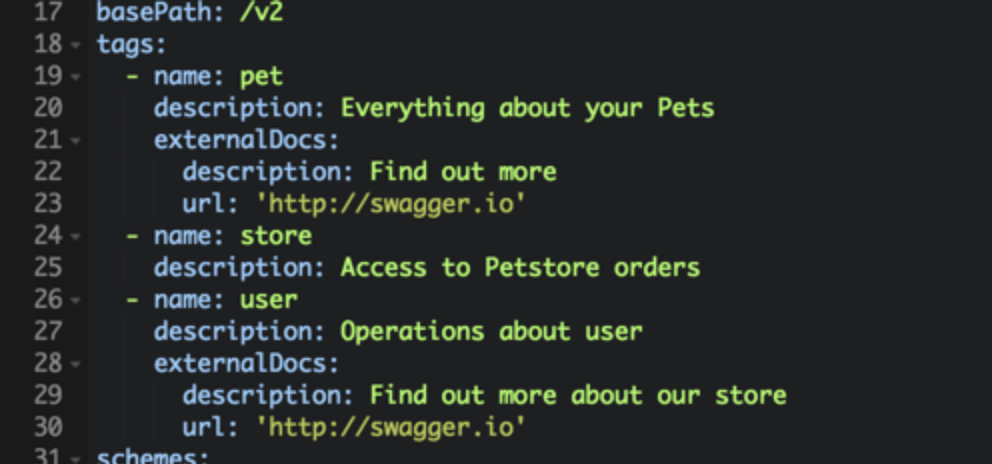 17 basePath: /v2
18 tags:
19 - name: pet
20 description: Everything about your Pets
21 externalDocs:
22 description: Find out more
23 url: 'http://swagger.io'
24 - name: store
25 description: Access to Petstore orders
26 - name: user
27 description: Operations about user
28 externalDocs:
29 description: Find out more about our store
30 url: 'http://swagger.io'
31 schemes: